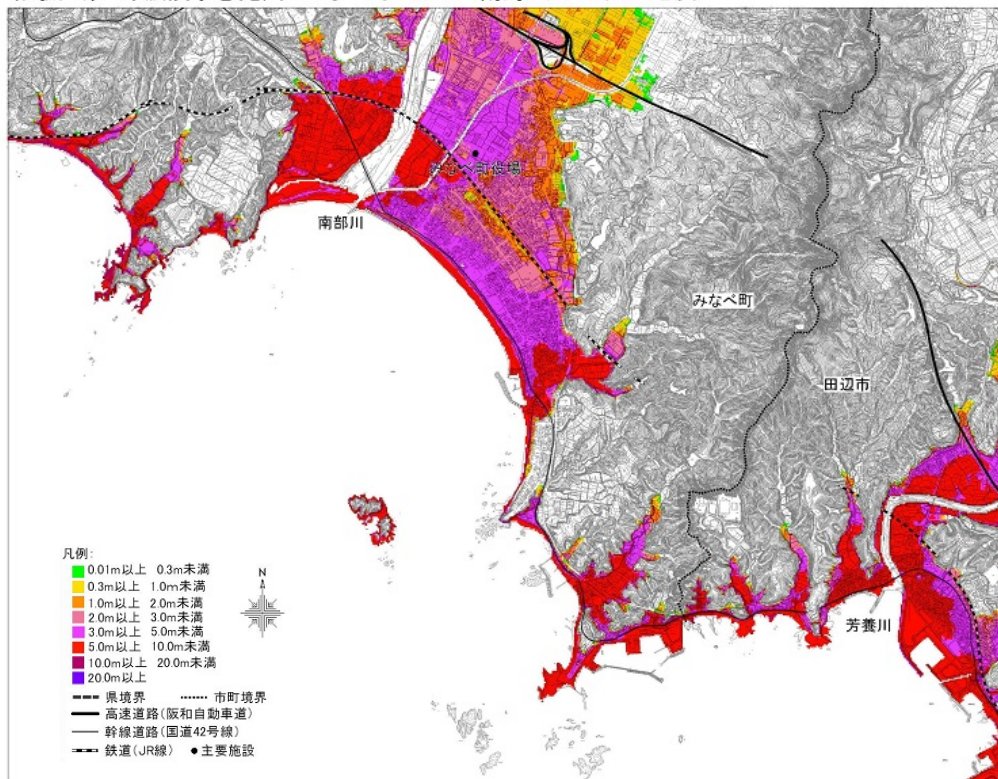 みなべ町役場
南部川
みなべ町
田辺市
芳養川
凡例:
0.01m以上 0.3m未満
0.3m以上 1.0m未満
1.0m以上 2.0m未満
2.0m以上 3.0m未満
3.0m以上 5.0m未満
5.0m以上 10.0m未満
10.0m以上 20.0m未満
20.0m以上
県境界 市町境界
高速道路(阪和自動車道)
幹線道路(国道42号線)
鉄道(JR線) ●主要施設
N